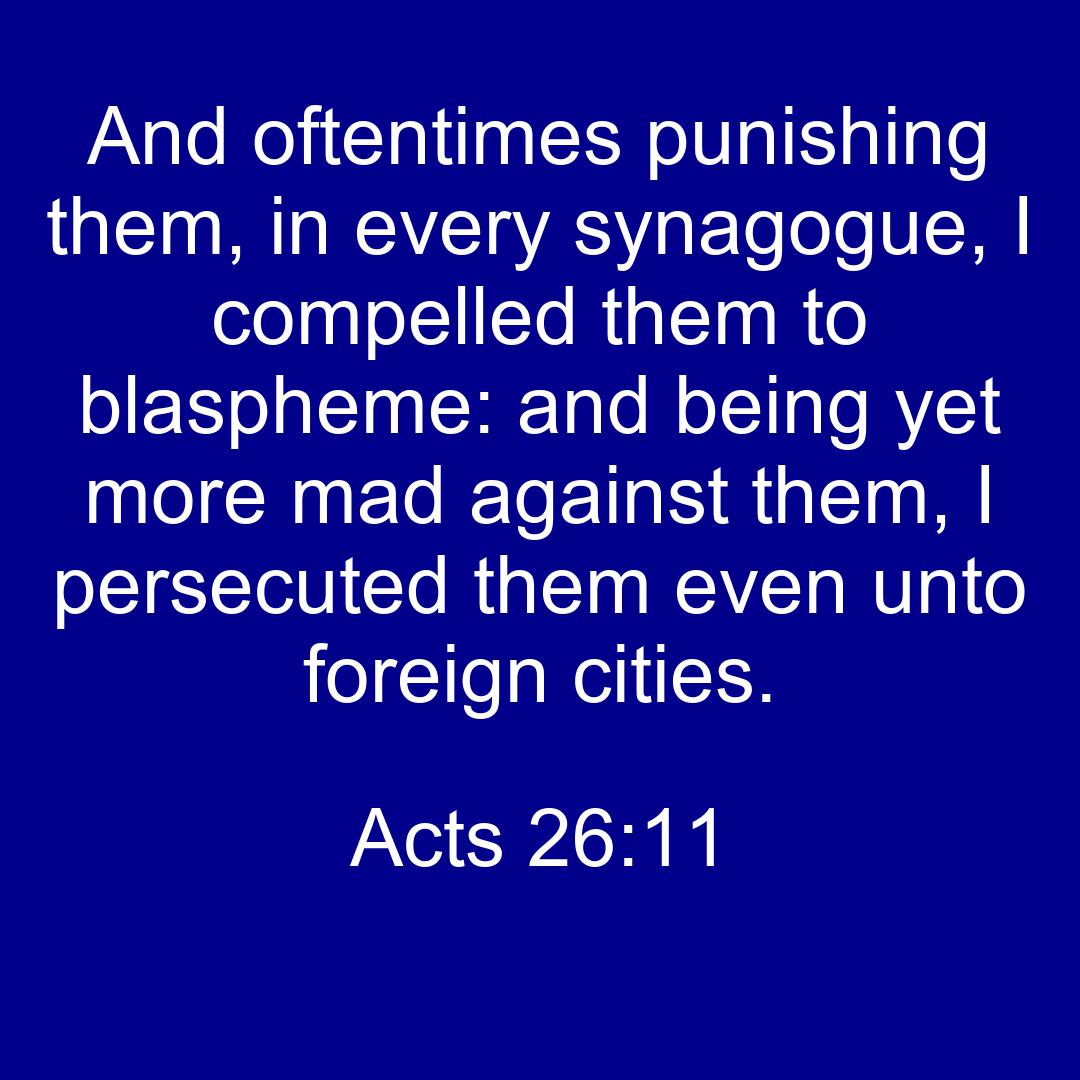 And oftentimes punishing
them, in every synagogue, I
compelled them to
blaspheme: and being yet
more mad against them, I
persecuted them even unto
foreign cities.
Acts 26:11